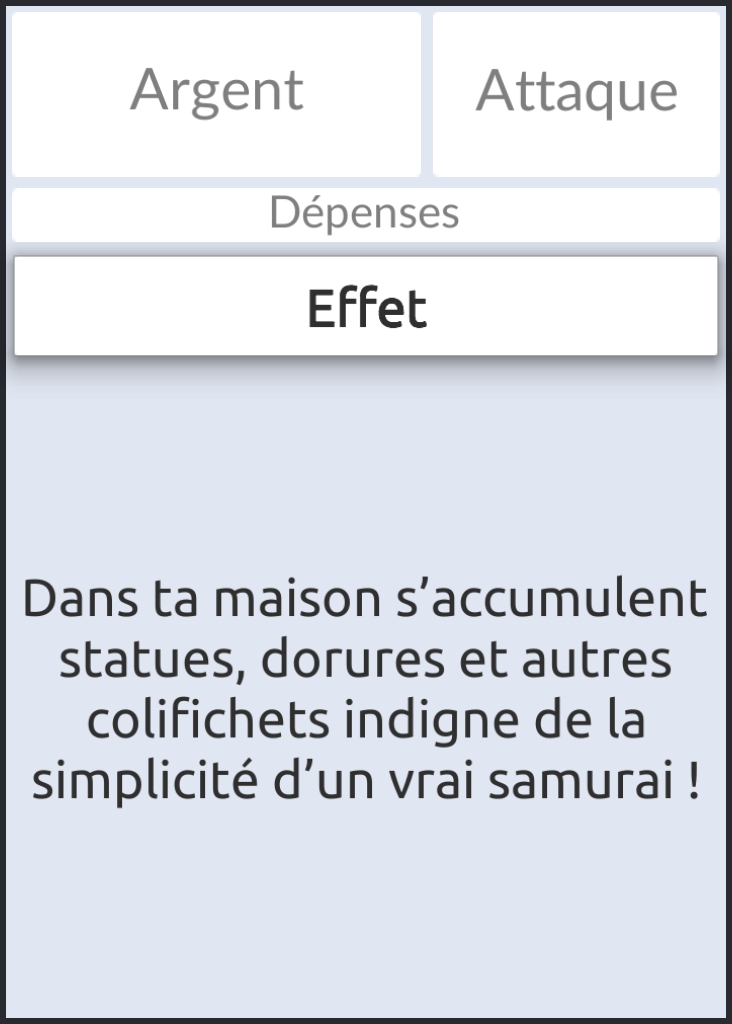 Argent
Attaque
Dépenses
Effet
Dans ta maison s’accumulent
statues, dorures et autres
colifichets indigne de la
simplicité d’un vrai samurai !